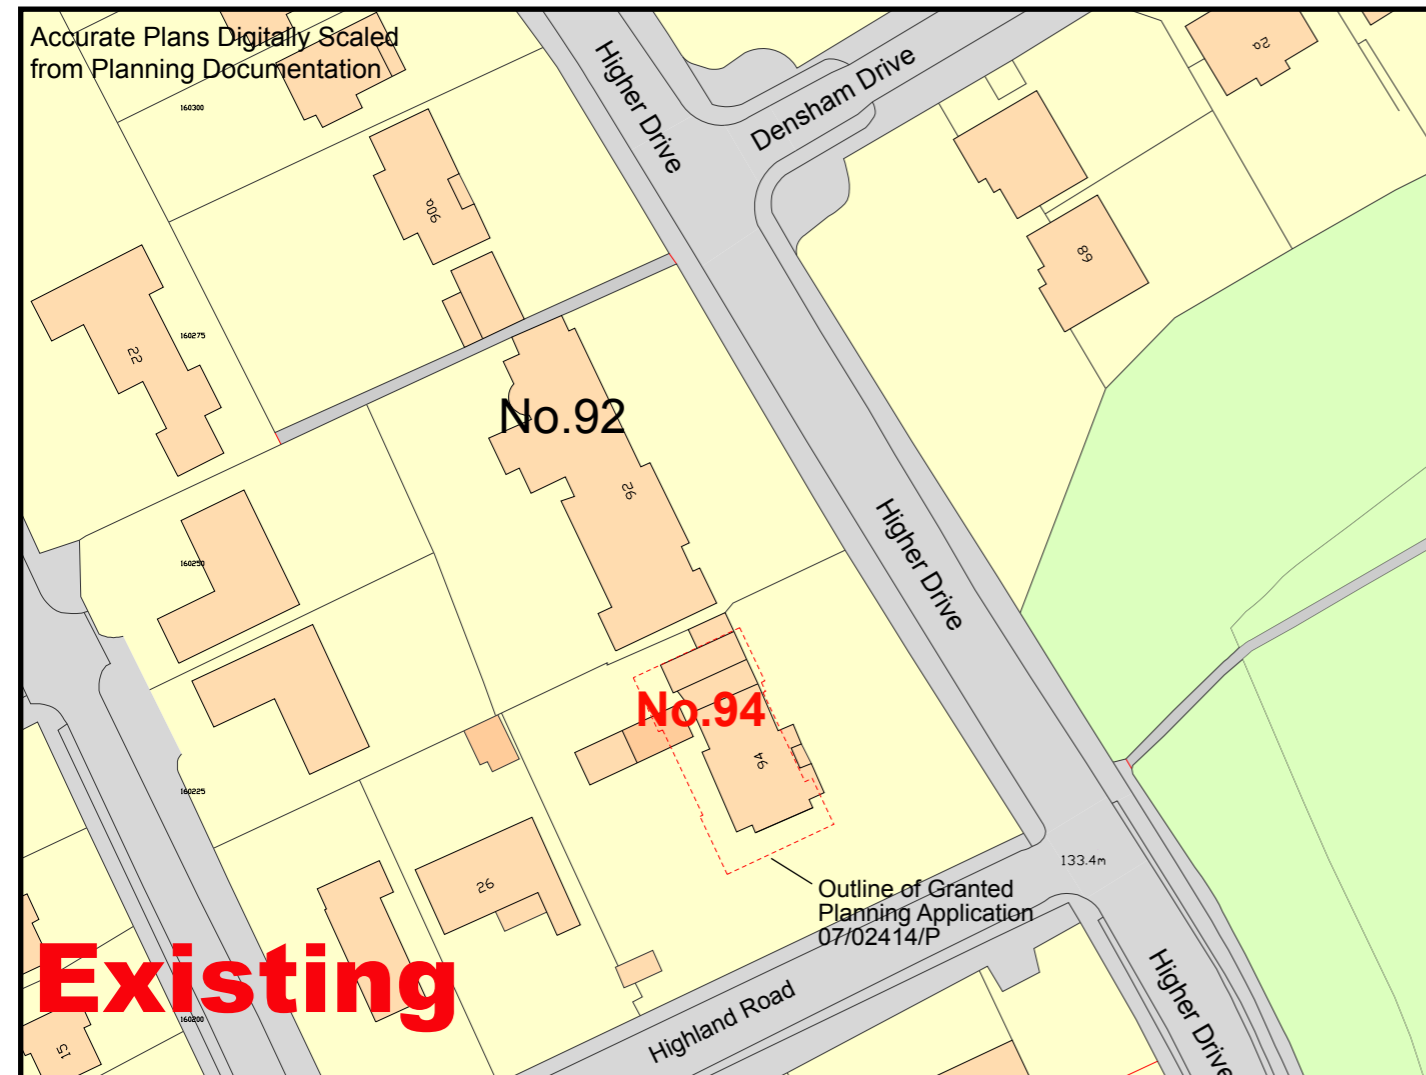 Accurate Plans Digitally Scaled
from Planning Documentation
160300
Higher Drive
Densham Drive
5a
90a
89
160275
22
No.92
92
160250
Higher Drive
No.94
94
160225
133.4m
Outline of Granted
Planning Application
07/02414/P
26
Existing
Highland Road
Higher Drive
160200
15